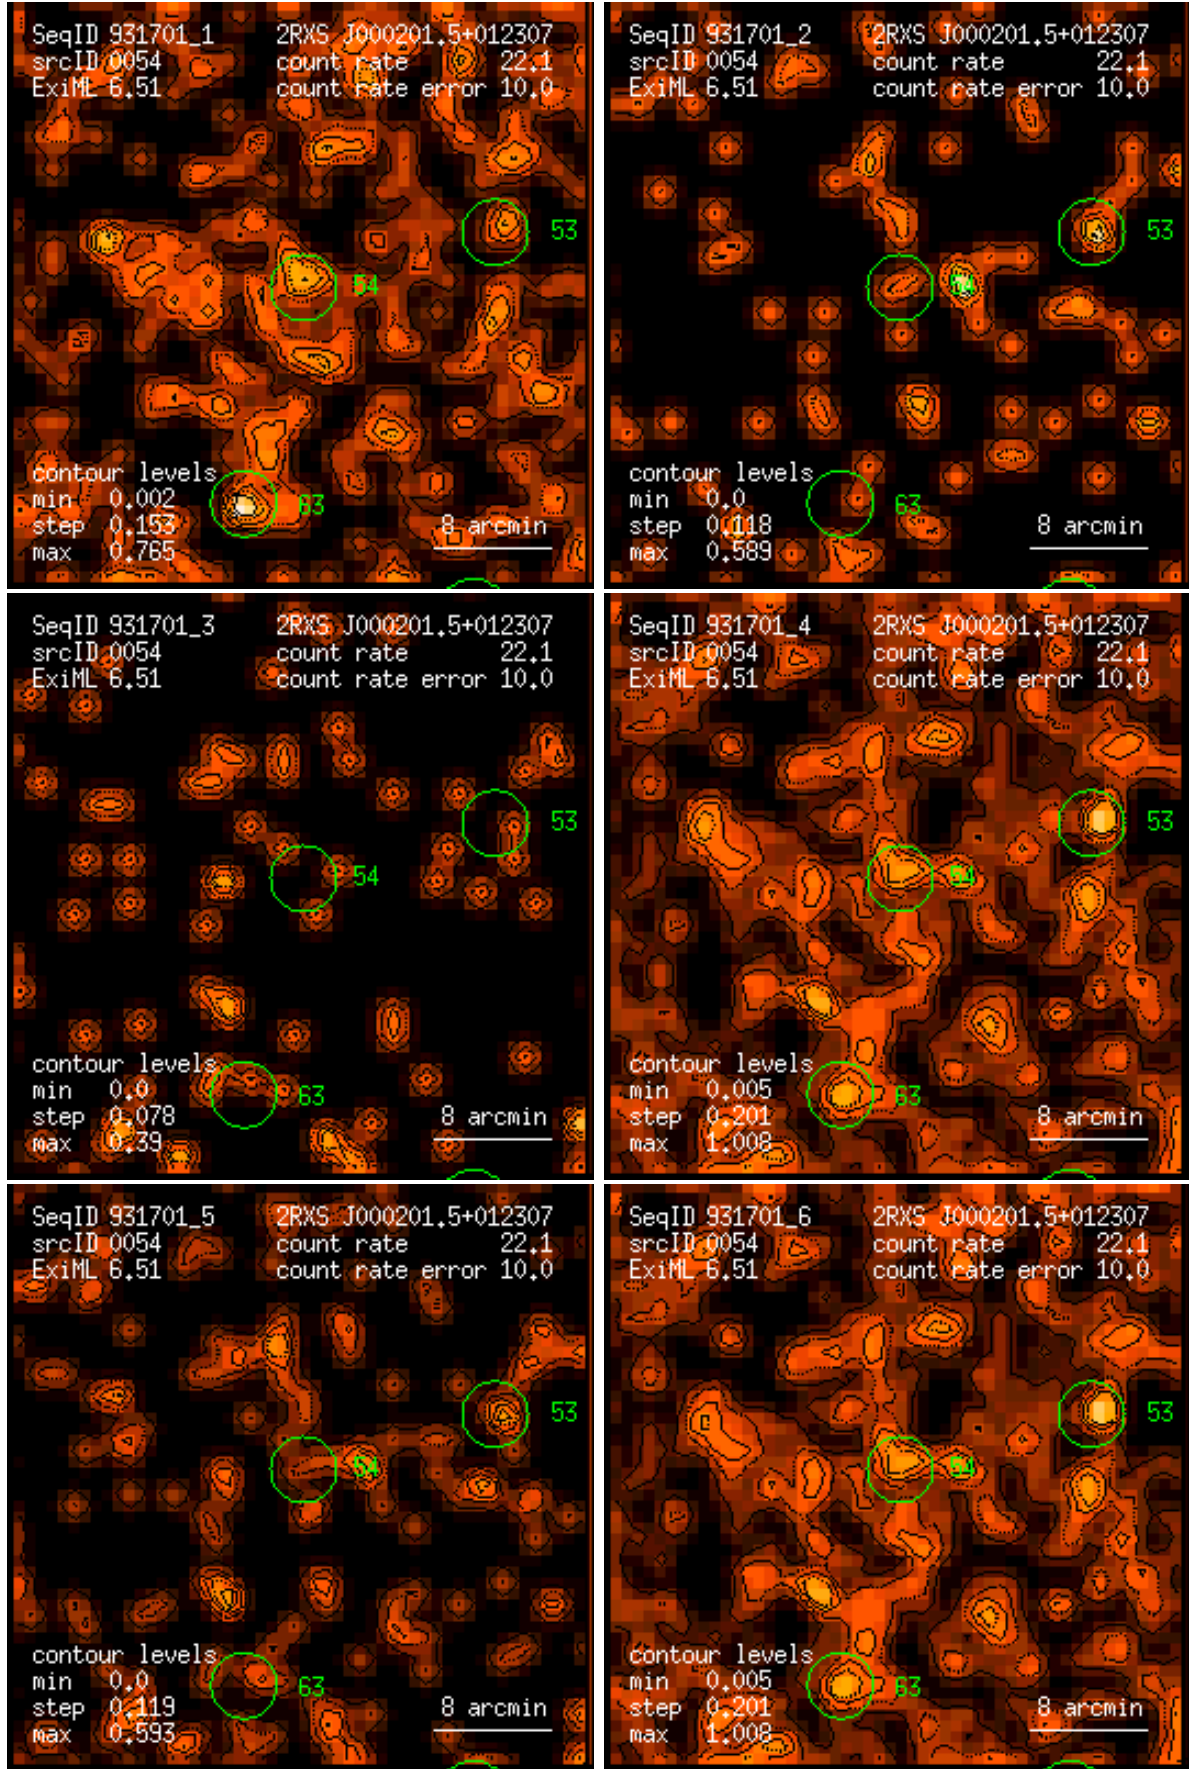 SeqID 931701_1 2RXS J000201.5+012307
srcID 0054 count rate 22.1
ExiML 6.51 count rate error 10.0
53
54
63
contour levels
min 0.002
step 0.153
max 0.765
8 arcmin
SeqID 931701_2 2RXS J000201.5+012307
srcID 0054 count rate 22.1
ExiML 6.51 count rate error 10.0
53
54
63
contour levels
min 0.0
step 0.118
max 0.589
8 arcmin
SeqID 931701_3 2RXS J000201.5+012307
srcID 0054 count rate 22.1
ExiML 6.51 count rate error 10.0
53
54
63
contour levels
min 0.0
step 0.078
max 0.39
8 arcmin
SeqID 931701_4 2RXS J000201.5+012307
srcID 0054 count rate 22.1
ExiML 6.51 count rate error 10.0
53
54
63
contour levels
min 0.005
step 0.201
max 1.008
8 arcmin
SeqID 931701_5 2RXS J000201.5+012307
srcID 0054 count rate 22.1
ExiML 6.51 count rate error 10.0
53
54
63
contour levels
min 0.0
step 0.119
max 0.593
8 arcmin
SeqID 931701_6 2RXS J000201.5+012307
srcID 0054 count rate 22.1
ExiML 6.51 count rate error 10.0
53
54
63
contour levels
min 0.005
step 0.201
max 1.008
8 arcmin